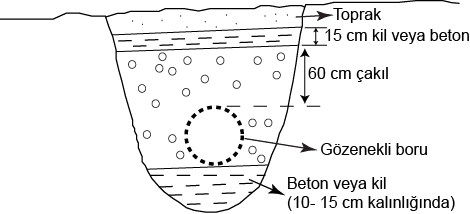 Toprak
15 cm kil veya beton
60 cm çakıl
Gözenekli boru
Beton veya kil
(10- 15 cm kalınlığında)